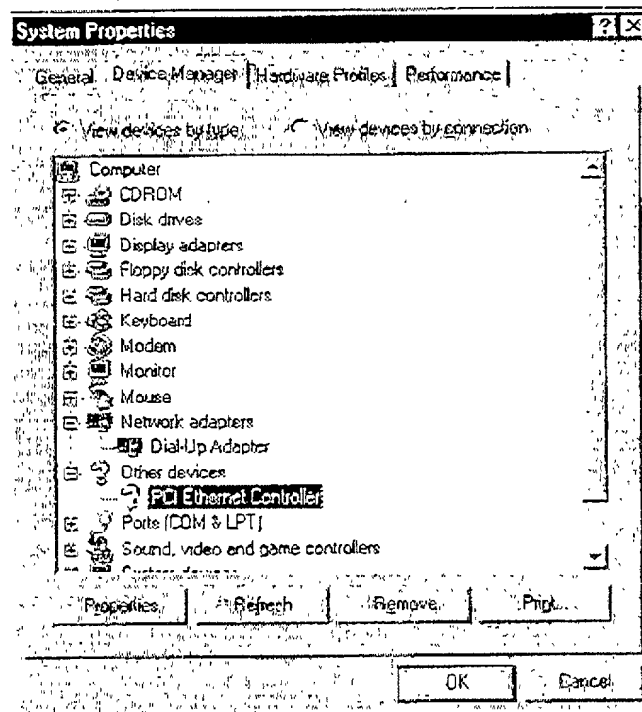 System Properties
General Device Manager Hardware Profiles Performance
View devices by type View devices by connection
Computer
CDROM
Disk drives
Display adapters
Floppy disk controllers
Hard disk controllers
Keyboard
Modem
Monitor
Mouse
Network adapters
Dial-Up Adapter
Other devices
PCI Ethernet Controller
Ports (COM & LPT)
Sound, video and game controllers
System devices
Properties Refresh Remove Print...
OK Cancel